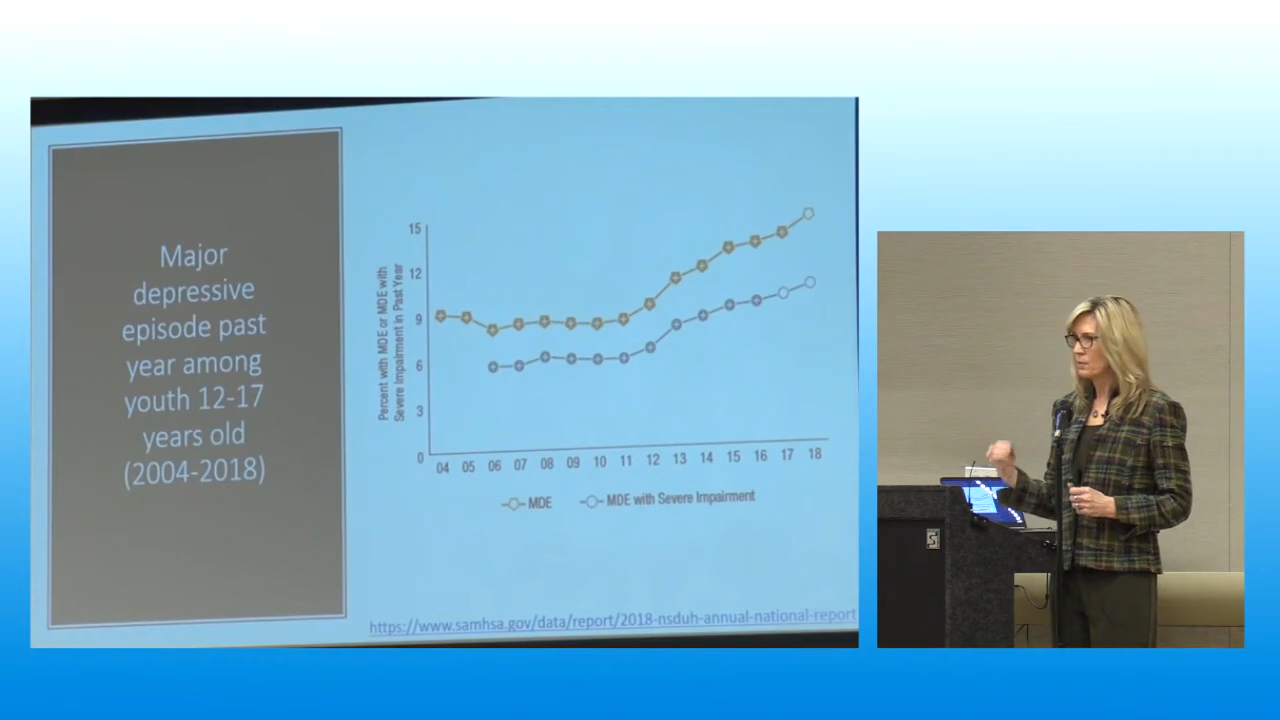 Major
depressive
episode past
year among
youth 12-17
years old
(2004-2018)
Percent with MDE or MDE with
Severe Impairment in Past Year
15
12
9
6
3
0
04 05 06 07 08 09 10 11 12 13 14 15 16 17 18
MDE MDE with Severe Impairment
https://www.samhsa.gov/data/report/2018-nsduh-annual-national-report